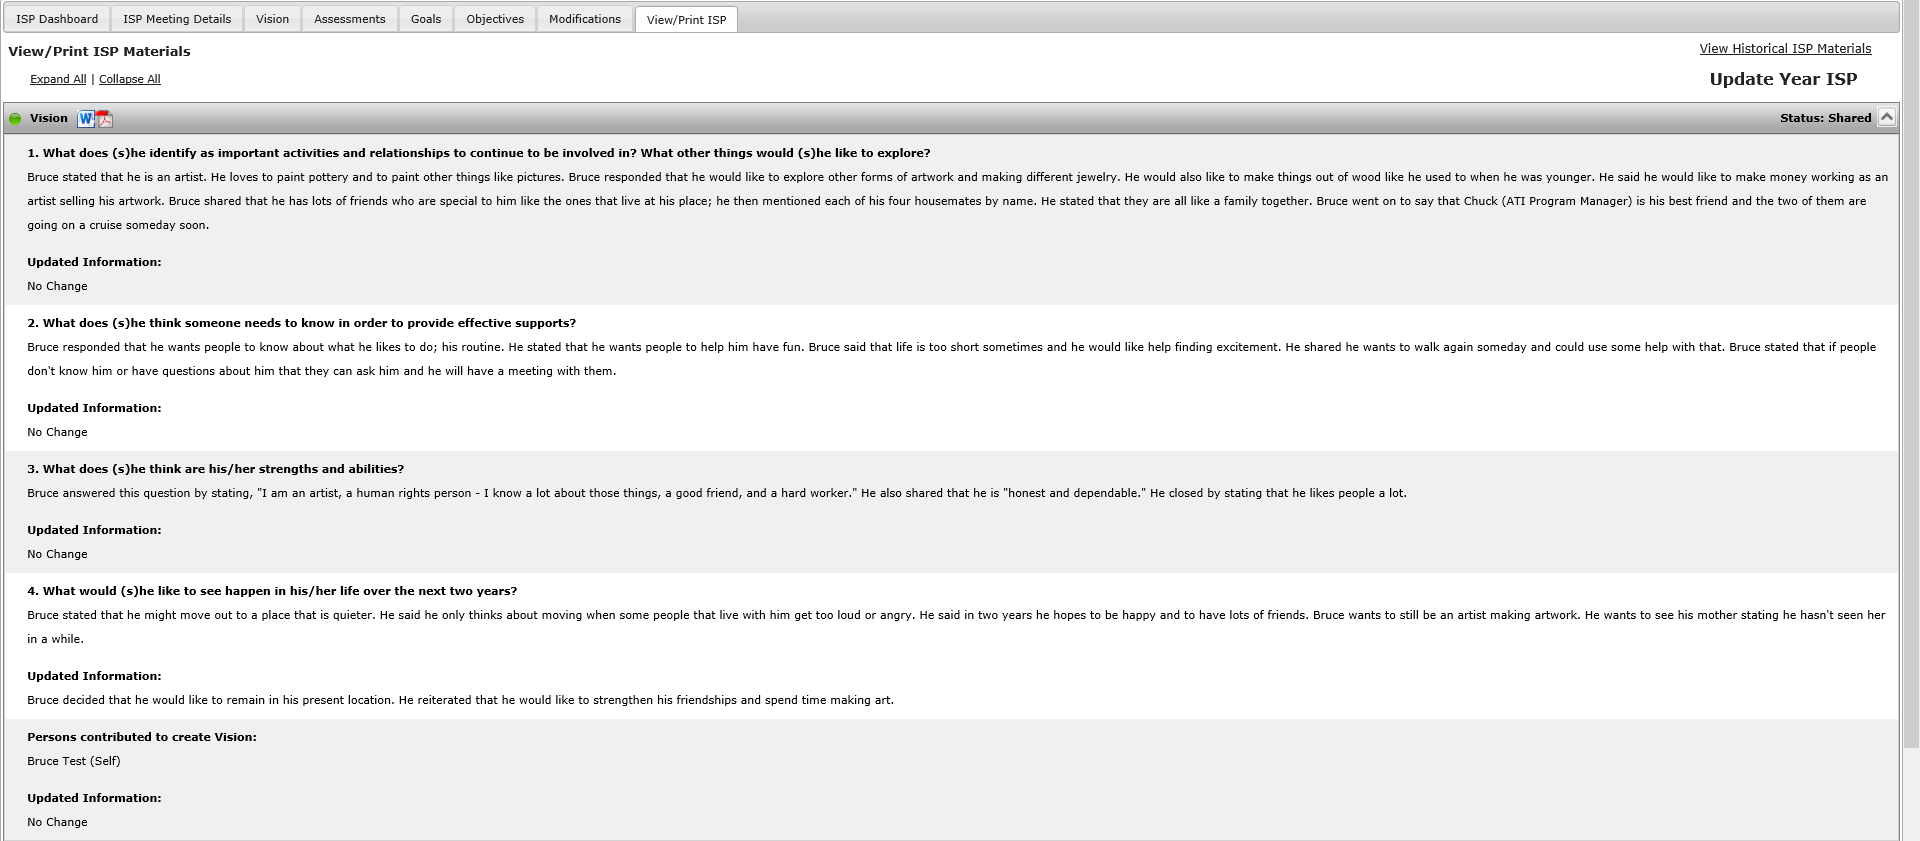 ISP Dashboard ISP Meeting Details Vision Assessments Goals Objectives Modifications View/Print ISP
View/Print ISP Materials
View Historical ISP Materials
Expand All | Collapse All
Update Year ISP
Vision
Status: Shared
1. What does (s)he identify as important activities and relationships to continue to be involved in? What other things would (s)he like to explore?
Bruce stated that he is an artist. He loves to paint pottery and to paint other things like pictures. Bruce responded that he would like to explore other forms of artwork and making different jewelry. He would also like to make things out of wood like he used to when he was younger. He said he would like to make money working as an
artist selling his artwork. Bruce shared that he has lots of friends who are special to him like the ones that live at his place; he then mentioned each of his four housemates by name. He stated that they are all like a family together. Bruce went on to say that Chuck (ATI Program Manager) is his best friend and the two of them are
going on a cruise someday soon.
Updated Information:
No Change
2. What does (s)he think someone needs to know in order to provide effective supports?
Bruce responded that he wants people to know about what he likes to do; his routine. He stated that he wants people to help him have fun. Bruce said that life is too short sometimes and he would like help finding excitement. He shared he wants to walk again someday and could use some help with that. Bruce stated that if people
don't know him or have questions about him that they can ask him and he will have a meeting with them.
Updated Information:
No Change
3. What does (s)he think are his/her strengths and abilities?
Bruce answered this question by stating, "I am an artist, a human rights person - I know a lot about those things, a good friend, and a hard worker." He also shared that he is "honest and dependable." He closed by stating that he likes people a lot.
Updated Information:
No Change
4. What would (s)he like to see happen in his/her life over the next two years?
Bruce stated that he might move out to a place that is quieter. He said he only thinks about moving when some people that live with him get too loud or angry. He said in two years he hopes to be happy and to have lots of friends. Bruce wants to still be an artist making artwork. He wants to see his mother stating he hasn't seen her
in a while.
Updated Information:
Bruce decided that he would like to remain in his present location. He reiterated that he would like to strengthen his friendships and spend time making art.
Persons contributed to create Vision:
Bruce Test (Self)
Updated Information:
No Change